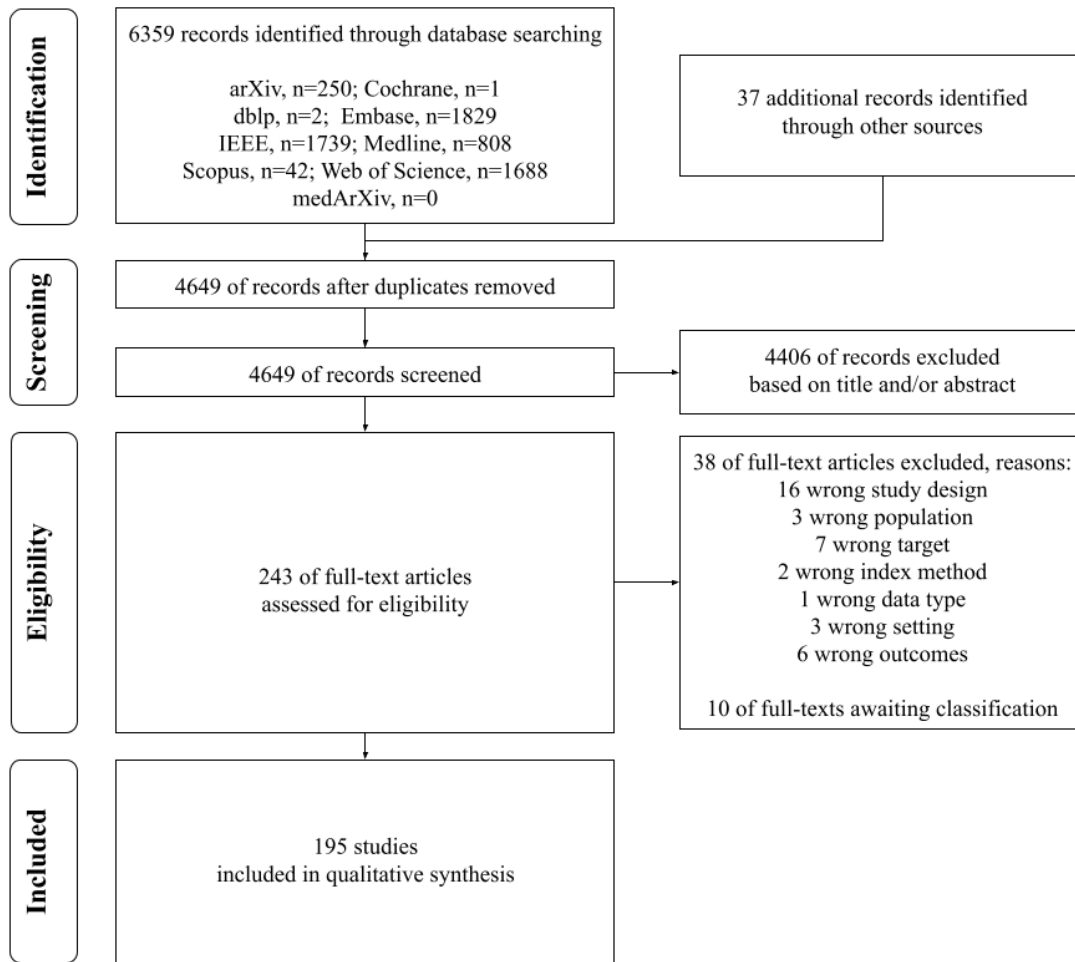 Identification
6359 records identified through database searching
arXiv, n=250; Cochrane, n=1
dblp, n=2; Embase, n=1829
IEEE, n=1739; Medline, n=808
Scopus, n=42; Web of Science, n=1688
medArXiv, n=0
37 additional records identified
through other sources
Screening
4649 of records after duplicates removed
4649 of records screened
4406 of records excluded
based on title and/or abstract
Eligibility
243 of full-text articles
assessed for eligibility
38 of full-text articles excluded, reasons:
16 wrong study design
3 wrong population
7 wrong target
2 wrong index method
1 wrong data type
3 wrong setting
6 wrong outcomes
10 of full-texts awaiting classification
Included
195 studies
included in qualitative synthesis